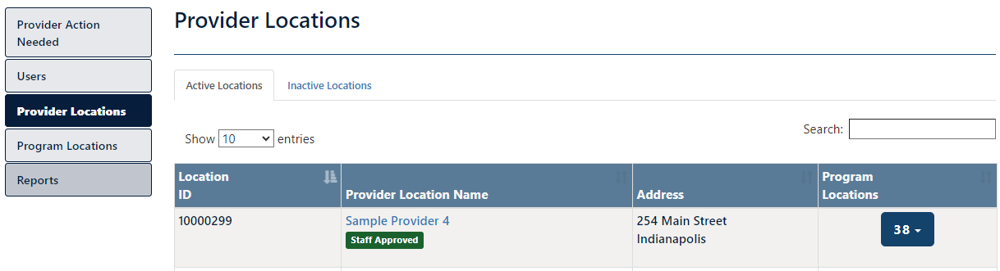 Provider Action
Needed
Users
Provider Locations
Program Locations
Reports
Provider Locations
Active Locations
Inactive Locations
Show 10 entries
Search:
Location
ID
Provider Location Name
Address
Program
Locations
10000299
Sample Provider 4
Staff Approved
254 Main Street
Indianapolis
38